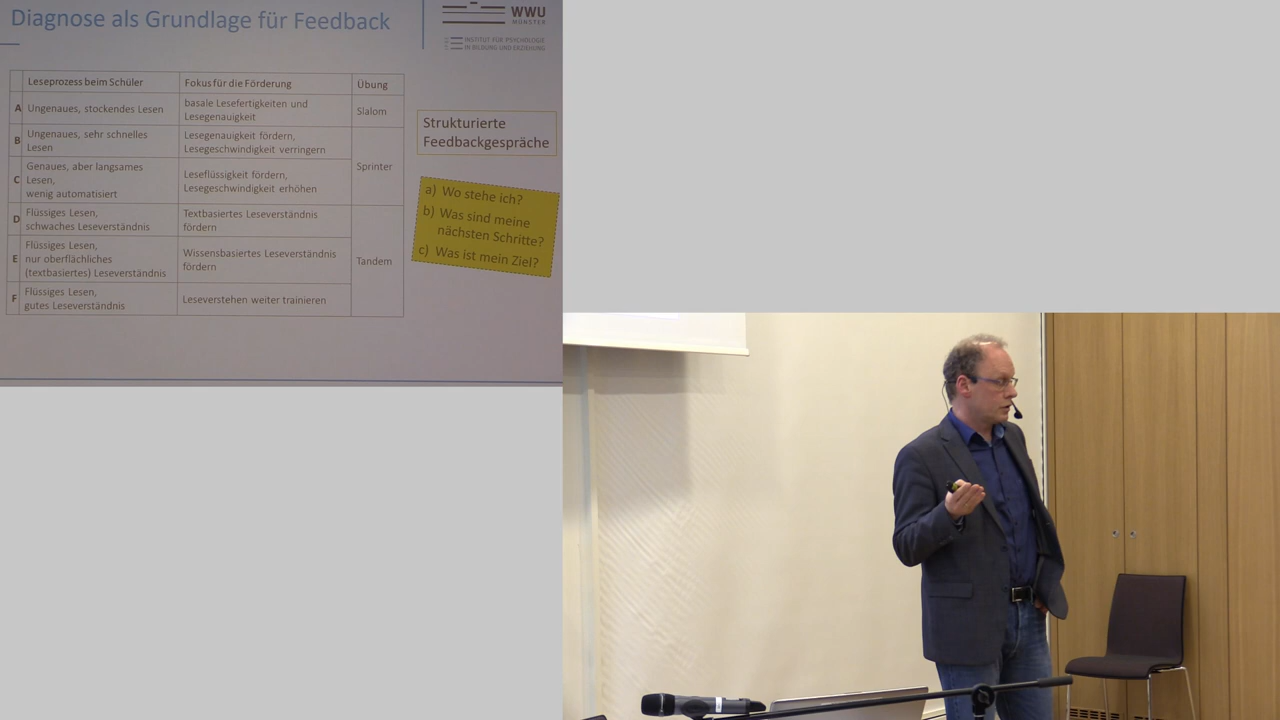 Diagnose als Grundlage für Feedback
WWU
MÜNSTER
INSTITUT FÜR PSYCHOLOGIE
IN BILDUNG UND ERZIEHUNG
Leseprozess beim Schüler
Fokus für die Förderung
Übung
A
Ungenaues, stockendes Lesen
basale Lesefertigkeiten und
Lesegenauigkeit
Slalom
B
Ungenaues, sehr schnelles
Lesen
Lesegenauigkeit fördern,
Lesegeschwindigkeit verringern
Sprinter
C
Genaues, aber langsames
Lesen,
wenig automatisiert
Leseflüssigkeit fördern,
Lesegeschwindigkeit erhöhen
D
Flüssiges Lesen,
schwaches Leseverständnis
Textbasiertes Leseverständnis
fördern
Tandem
E
Flüssiges Lesen,
nur oberflächliches
(textbasiertes) Leseverständnis
Wissensbasiertes Leseverständnis
fördern
F
Flüssiges Lesen,
gutes Leseverständnis
Leseverstehen weiter trainieren
Strukturierte
Feedbackgespräche
a) Wo stehe ich?
b) Was sind meine
nächsten Schritte?
c) Was ist mein Ziel?